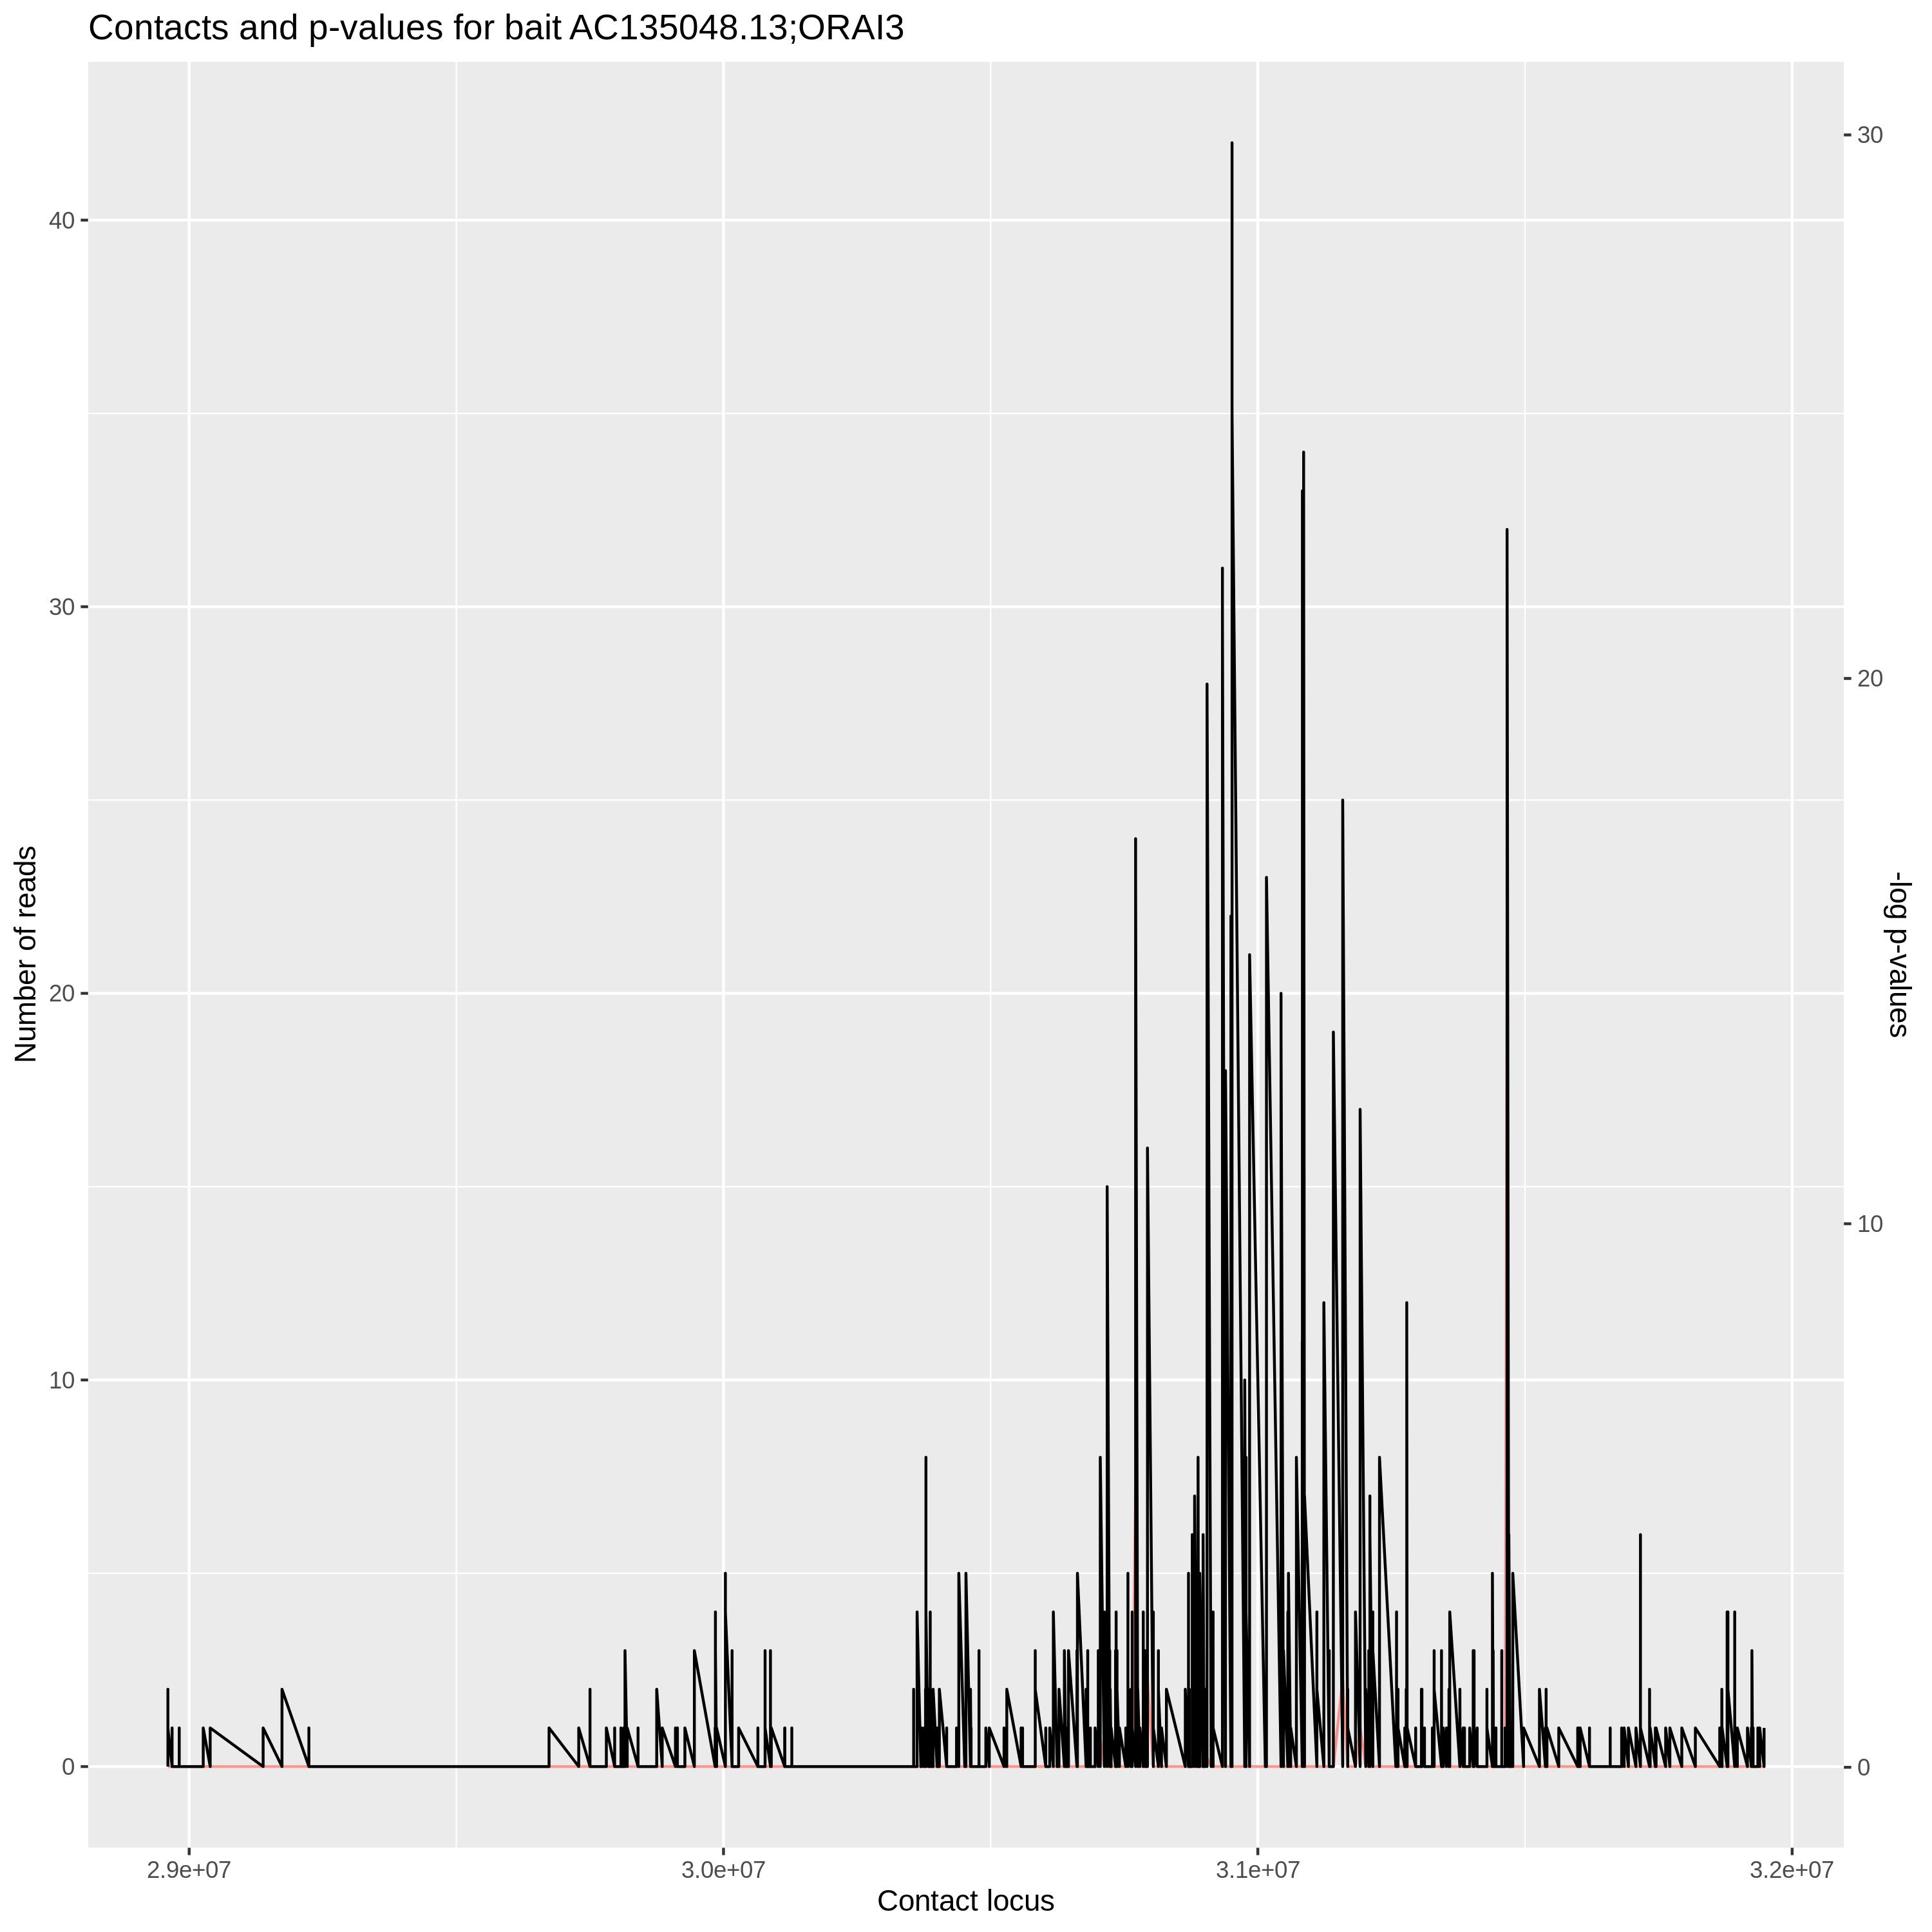 Contacts and p-values for bait AC135048.13;ORAI3
Number of reads
40
30
20
10
0
30
20
10
0
-log p-values
2.9e+07
3.0e+07
3.1e+07
3.2e+07
Contact locus